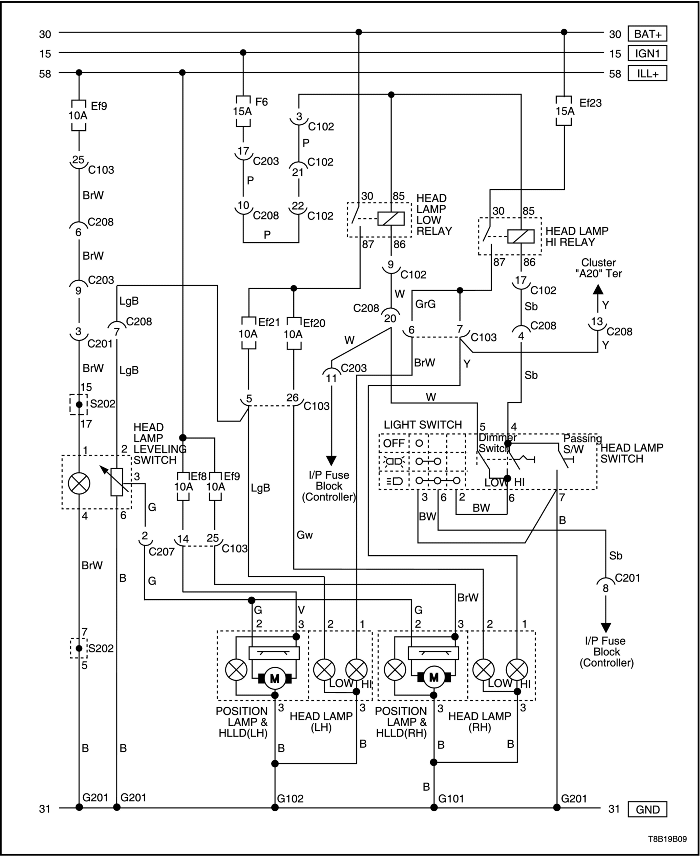 30
30
BAT+
15
15
IGN1
58
58
ILL+
Ef9
10A
F6
15A
3
C102
Ef23
15A
25
C103
17
C203
P
C102
21
BrW
P
10
C208
22
C102
P
C208
6
30
85
HEAD
LAMP
LOW
RELAY
87
86
30
85
HEAD LAMP
HI RELAY
87
86
BrW
C203
9
LgB
9
C102
W
GrG
17
C102
Sb
Cluster
"A20" Ter
Y
13
C208
Y
C208
20
C208
4
3
C201
C208
7
Ef21
10A
Ef20
10A
6
7
C103
W
BrW
Y
BrW
LgB
11
C203
Sb
15
S202
17
5
26
C103
W
LIGHT SWITCH
5
4
HEAD
LAMP
LEVELING
SWITCH
1
2
3
OFF
Dimmer
Switch
Passing
S/W
HEAD LAMP
SWITCH
LOW
HI
I/P Fuse
Block
(Controller)
Ef8
10A
Ef9
10A
LgB
3
6
2
6
7
4
6
G
BW
BW
B
2
C207
14
25
C103
Gw
Sb
BrW
B
G
C201
8
BrW
G
V
G
2
3
2
1
2
3
2
1
I/P Fuse
Block
(Controller)
7
S202
5
M
LOW
HI
M
LOW
HI
POSITION
LAMP &
HLLD(LH)
3
HEAD LAMP
(LH)
3
POSITION
LAMP &
HLLD(RH)
3
HEAD LAMP
(RH)
3
B
B
B
B
B
B
B
G201
G201
G102
G101
G201
31
31
GND
T8B19B09